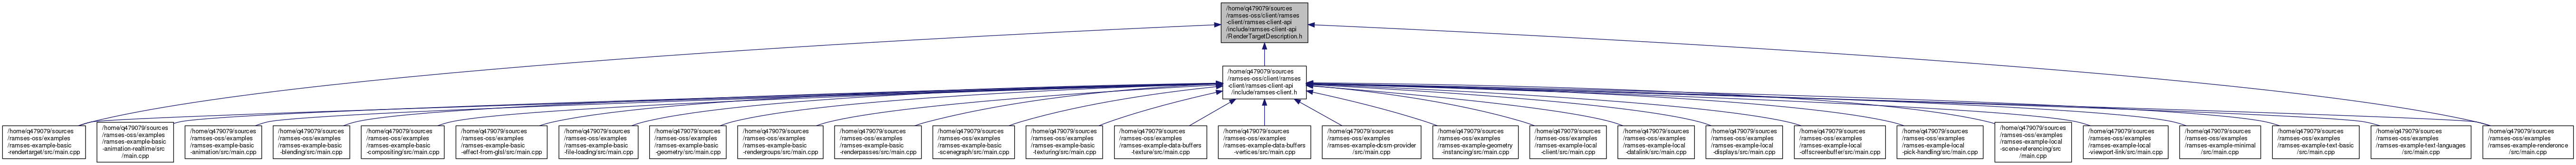 /home/q479079/sources
/ramses-oss/client/ramses
-client/ramses-client-api
/include/ramses-client-api
/RenderTargetDescription.h
/home/q479079/sources
/ramses-oss/client/ramses
-client/ramses-client-api
/include/ramses-client.h
/home/q479079/sources
/ramses-oss/examples
/ramses-example-basic
-rendertarget/src/main.cpp
/home/q479079/sources
/ramses-oss/examples
/ramses-example-basic
-animation-realtime/src
/main.cpp
/home/q479079/sources
/ramses-oss/examples
/ramses-example-basic
-animation/src/main.cpp
/home/q479079/sources
/ramses-oss/examples
/ramses-example-basic
-blending/src/main.cpp
/home/q479079/sources
/ramses-oss/examples
/ramses-example-basic
-compositing/src/main.cpp
/home/q479079/sources
/ramses-oss/examples
/ramses-example-basic
-effect-from-glsl/src/main.cpp
/home/q479079/sources
/ramses-oss/examples
/ramses-example-basic
-file-loading/src/main.cpp
/home/q479079/sources
/ramses-oss/examples
/ramses-example-basic
-geometry/src/main.cpp
/home/q479079/sources
/ramses-oss/examples
/ramses-example-basic
-rendergroups/src/main.cpp
/home/q479079/sources
/ramses-oss/examples
/ramses-example-basic
-renderpasses/src/main.cpp
/home/q479079/sources
/ramses-oss/examples
/ramses-example-basic
-scenegraph/src/main.cpp
/home/q479079/sources
/ramses-oss/examples
/ramses-example-basic
-texturing/src/main.cpp
/home/q479079/sources
/ramses-oss/examples
/ramses-example-data-buffers
-texture/src/main.cpp
/home/q479079/sources
/ramses-oss/examples
/ramses-example-data-buffers
-vertices/src/main.cpp
/home/q479079/sources
/ramses-oss/examples
/ramses-example-dcsm-provider
/src/main.cpp
/home/q479079/sources
/ramses-oss/examples
/ramses-example-geometry
-instancing/src/main.cpp
/home/q479079/sources
/ramses-oss/examples
/ramses-example-local
-client/src/main.cpp
/home/q479079/sources
/ramses-oss/examples
/ramses-example-local
-datalink/src/main.cpp
/home/q479079/sources
/ramses-oss/examples
/ramses-example-local
-displays/src/main.cpp
/home/q479079/sources
/ramses-oss/examples
/ramses-example-local
-offscreenbuffer/src/main.cpp
/home/q479079/sources
/ramses-oss/examples
/ramses-example-local
-pick-handling/src/main.cpp
/home/q479079/sources
/ramses-oss/examples
/ramses-example-local
-scene-referencing/src
/main.cpp
/home/q479079/sources
/ramses-oss/examples
/ramses-example-local
-viewport-link/src/main.cpp
/home/q479079/sources
/ramses-oss/examples
/ramses-example-minimal
/src/main.cpp
/home/q479079/sources
/ramses-oss/examples
/ramses-example-text-basic
/src/main.cpp
/home/q479079/sources
/ramses-oss/examples
/ramses-example-text-languages
/src/main.cpp
/home/q479079/sources
/ramses-oss/examples
/ramses-example-renderonce
/src/main.cpp